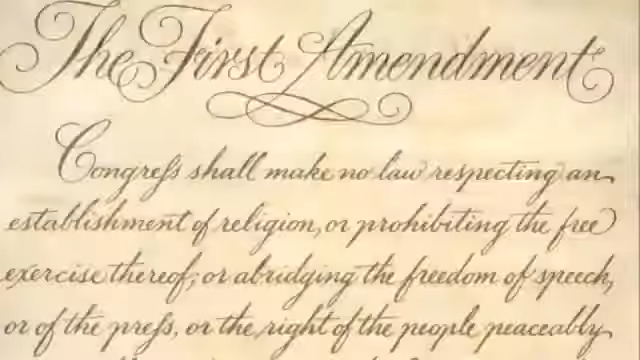 The First Amendment
Congreſs shall make no law respecting an
establishment of religion, or prohibiting the free
exercise thereof; or abridging the freedom of speech,
or of the preſs, or the right of the people peaceably